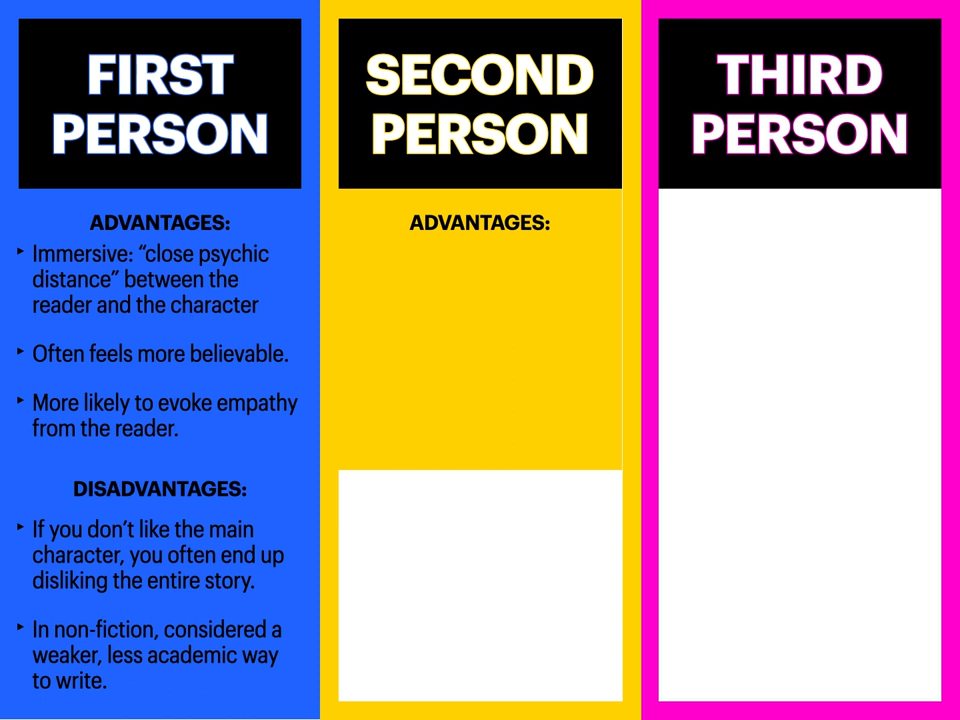 FIRST
PERSON
ADVANTAGES:
‣ Immersive: “close psychic
distance” between the
reader and the character
‣ Often feels more believable.
‣ More likely to evoke empathy
from the reader.
DISADVANTAGES:
‣ If you don’t like the main
character, you often end up
disliking the entire story.
‣ In non-fiction, considered a
weaker, less academic way
to write.
SECOND
PERSON
ADVANTAGES:
THIRD
PERSON